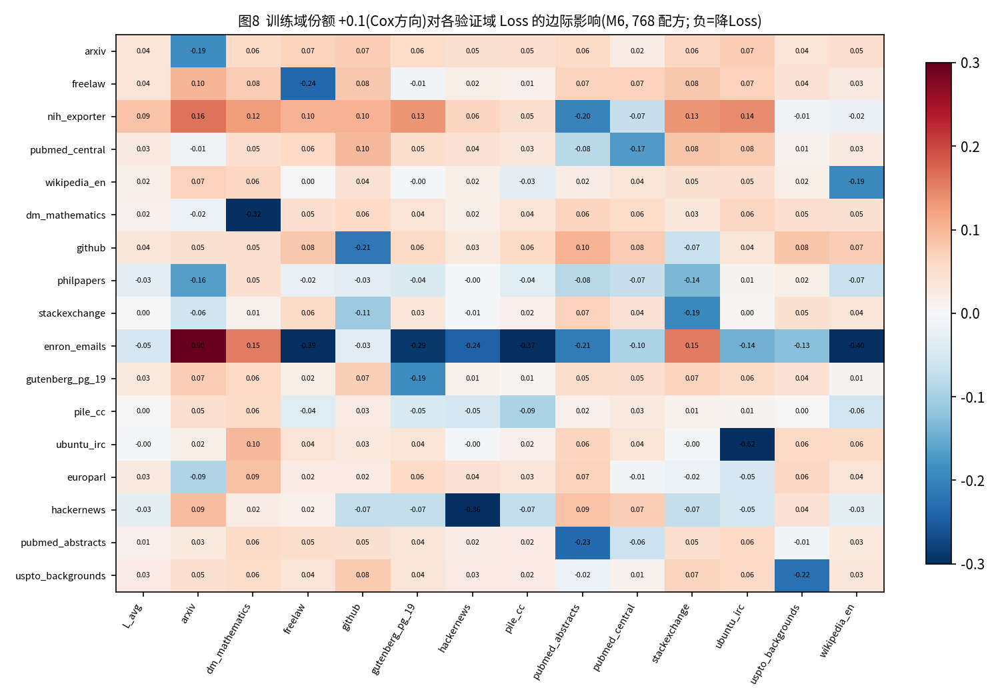 图8 训练域份额 +0.1(Cox方向)对各验证域 Loss 的边际影响(M6, 768 配方; 负=降Loss)
arxiv 0.04 -0.19 0.06 0.07 0.07 0.06 0.05 0.05 0.06 0.02 0.06 0.07 0.04 0.05
freelaw 0.04 0.10 0.08 -0.24 0.08 -0.01 0.02 0.01 0.07 0.07 0.08 0.07 0.04 0.03
nih_exporter 0.09 0.16 0.12 0.10 0.10 0.13 0.06 0.05 -0.20 -0.07 0.13 0.14 -0.01 -0.02
pubmed_central 0.03 -0.01 0.05 0.06 0.10 0.05 0.04 0.03 -0.08 -0.17 0.08 0.08 0.01 0.03
wikipedia_en 0.02 0.07 0.06 0.00 0.04 -0.00 0.02 -0.03 0.02 0.04 0.05 0.05 0.02 -0.19
dm_mathematics 0.02 -0.02 -0.32 0.05 0.06 0.04 0.02 0.04 0.06 0.06 0.03 0.06 0.05 0.05
github 0.04 0.05 0.05 0.08 -0.21 0.06 0.03 0.06 0.10 0.08 -0.07 0.04 0.08 0.07
philpapers -0.03 -0.16 0.05 -0.02 -0.03 -0.04 -0.00 -0.04 -0.08 -0.07 -0.14 0.01 0.02 -0.07
stackexchange 0.00 -0.06 0.01 0.06 -0.11 0.03 -0.01 0.02 0.07 0.04 -0.19 0.00 0.05 0.04
enron_emails -0.05 0.50 0.15 -0.39 -0.03 -0.29 -0.24 -0.37 -0.21 -0.10 0.15 -0.14 -0.13 -0.40
gutenberg_pg_19 0.03 0.07 0.06 0.02 0.07 -0.19 0.01 0.01 0.05 0.05 0.07 0.06 0.04 0.01
pile_cc 0.00 0.05 0.06 -0.04 0.03 -0.05 -0.05 -0.09 0.02 0.03 0.01 0.01 0.00 -0.06
ubuntu_irc -0.00 0.02 0.10 0.04 0.03 0.04 -0.00 0.02 0.06 0.04 -0.00 -0.62 0.06 0.06
europarl 0.03 -0.09 0.09 0.02 0.02 0.06 0.04 0.03 0.07 -0.01 -0.02 -0.05 0.06 0.04
hackernews -0.03 0.09 0.02 0.02 -0.07 -0.07 -0.36 -0.07 0.09 0.07 -0.07 -0.05 0.04 -0.03
pubmed_abstracts 0.01 0.03 0.06 0.05 0.05 0.04 0.02 0.02 -0.23 -0.06 0.05 0.06 -0.01 0.03
uspto_backgrounds 0.03 0.05 0.06 0.04 0.08 0.04 0.03 0.02 -0.02 0.01 0.07 0.06 -0.22 0.03
L_avg
arxiv
dm_mathematics
freelaw
github
gutenberg_pg_19
hackernews
pile_cc
pubmed_abstracts
pubmed_central
stackexchange
ubuntu_irc
uspto_backgrounds
wikipedia_en
0.3
0.2
0.1
0.0
-0.1
-0.2
-0.3